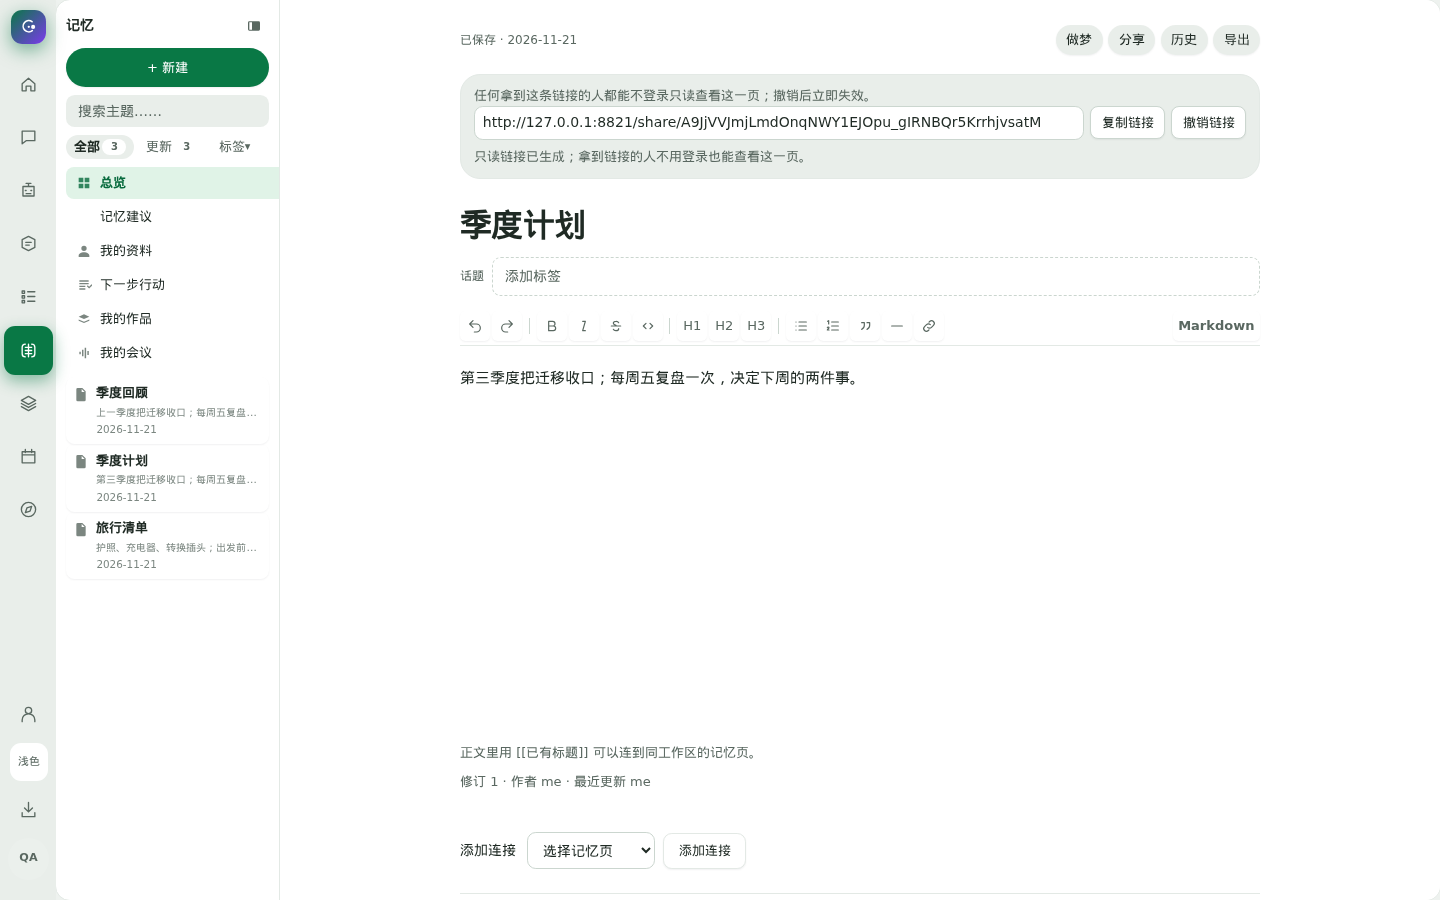 记忆
+ 新建
搜索主题……
全部 3 更新 3 标签▾
总览
记忆建议
我的资料
下一步行动
我的作品
我的会议
季度回顾
上一季度把迁移收口；每周五复盘…
2026-11-21
季度计划
第三季度把迁移收口；每周五复盘…
2026-11-21
旅行清单
护照、充电器、转换插头；出发前…
2026-11-21
浅色
QA
已保存 · 2026-11-21
做梦 分享 历史 导出
任何拿到这条链接的人都能不登录只读查看这一页；撤销后立即失效。
http://127.0.0.1:8821/share/A9JjVVJmjLmdOnqNWY1EJOpu_gIRNBQr5KrrhjvsatM 复制链接 撤销链接
只读链接已生成；拿到链接的人不用登录也能查看这一页。
季度计划
话题 添加标签
B I S H1 H2 H3 Markdown
第三季度把迁移收口；每周五复盘一次，决定下周的两件事。
正文里用 [[已有标题]] 可以连到同工作区的记忆页。
修订 1 · 作者 me · 最近更新 me
添加连接 选择记忆页 添加连接